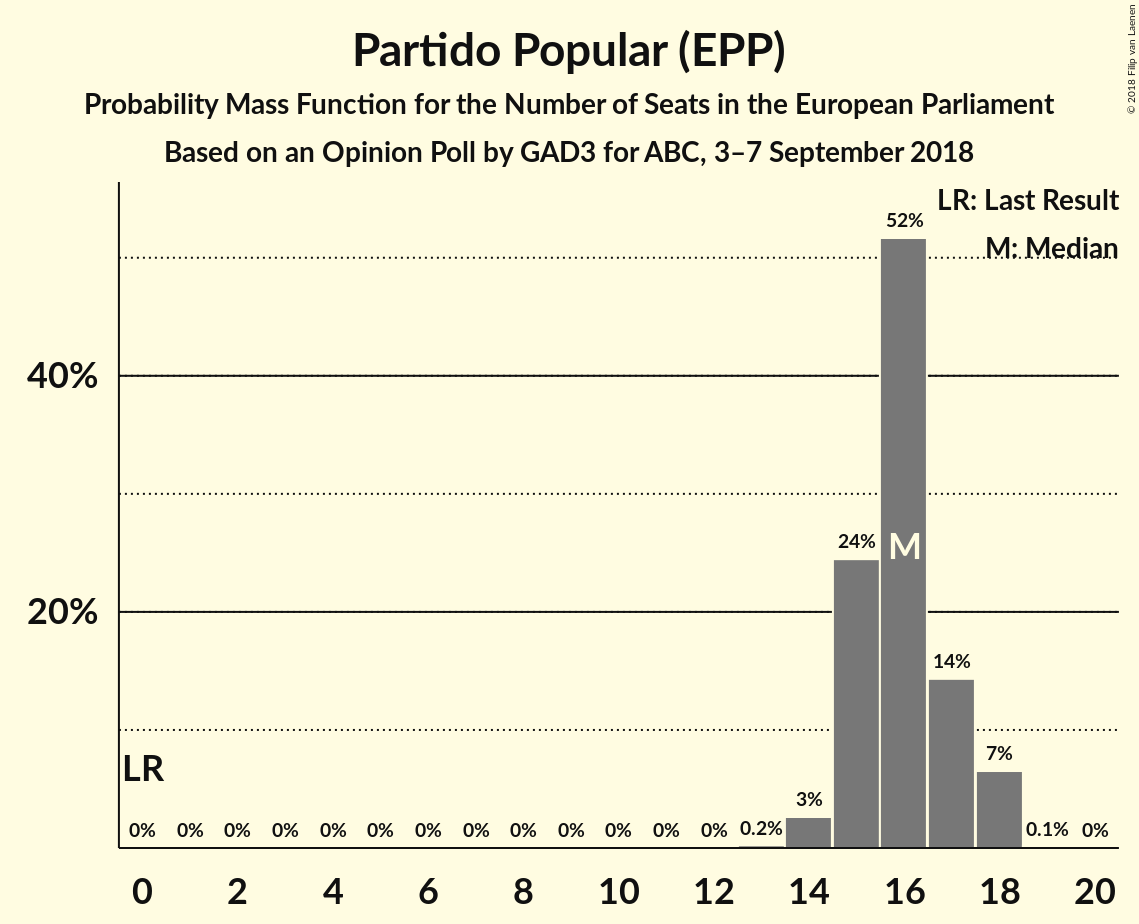 Partido Popular (EPP)
Probability Mass Function for the Number of Seats in the European Parliament
Based on an Opinion Poll by GAD3 for ABC, 3–7 September 2018
© 2018 Filip van Laenen
LR: Last Result
M: Median
52%
40%
24%
M
20%
14%
LR
7%
3%
0% 0% 0% 0% 0% 0% 0% 0% 0% 0% 0% 0% 0% 0.2% 0.1% 0%
0 2 4 6 8 10 12 14 16 18 20